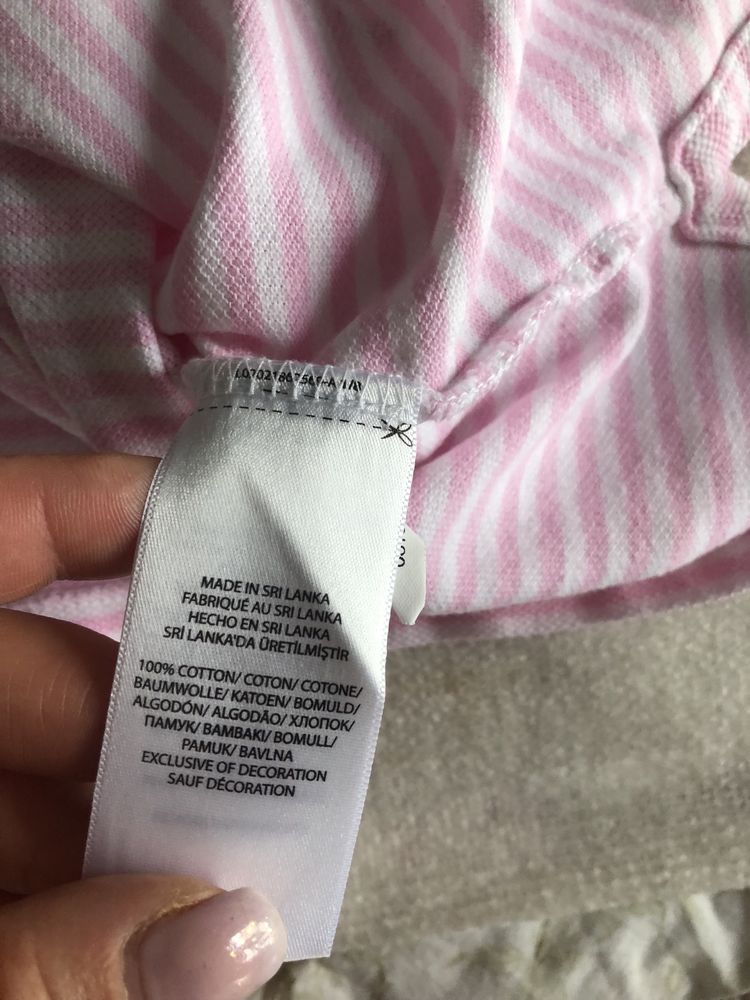 MADE IN SRI LANKA
FABRIQUÉ AU SRI LANKA
HECHO EN SRI LANKA
SRİ LANKA'DA ÜRETİLMİŞTİR
100% COTTON/ COTON/ COTONE/
BAUMWOLLE/ KATOEN/ BOMULD/
ALGODÓN/ ALGODÃO/ ХЛОПОК/
ПАМУК/ BAMBAKI/ BOMULL/
PAMUK/ BAVLNA
EXCLUSIVE OF DECORATION
SAUF DÉCORATION